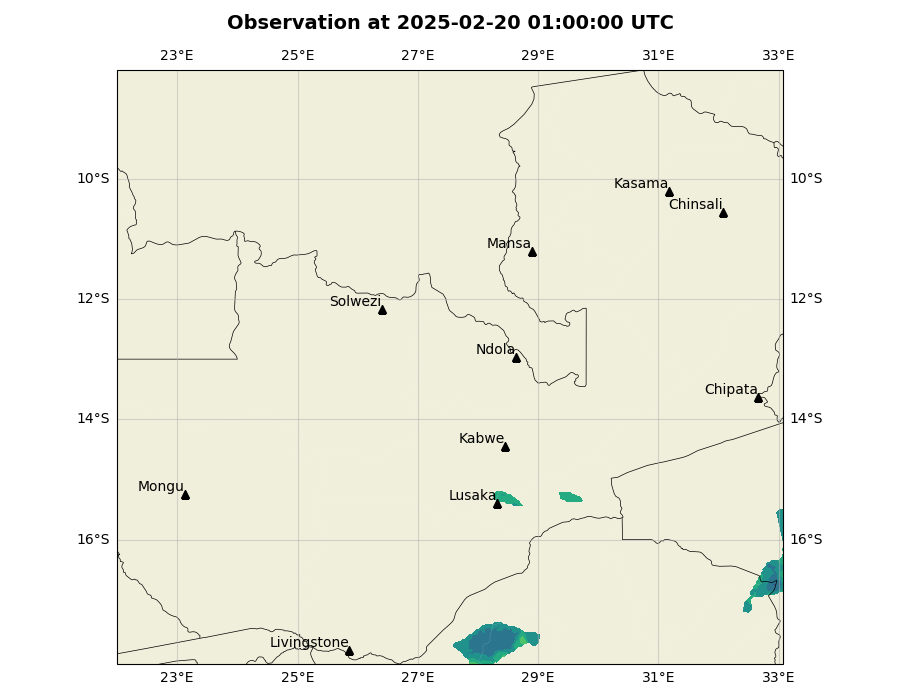 Observation at 2025-02-20 01:00:00 UTC
23°E 25°E 27°E 29°E 31°E 33°E
10°S 10°S
Kasama
Chinsali
Mansa
12°S 12°S
Solwezi
Ndola
Chipata
14°S 14°S
Kabwe
Mongu
Lusaka
16°S 16°S
Livingstone
23°E 25°E 27°E 29°E 31°E 33°E